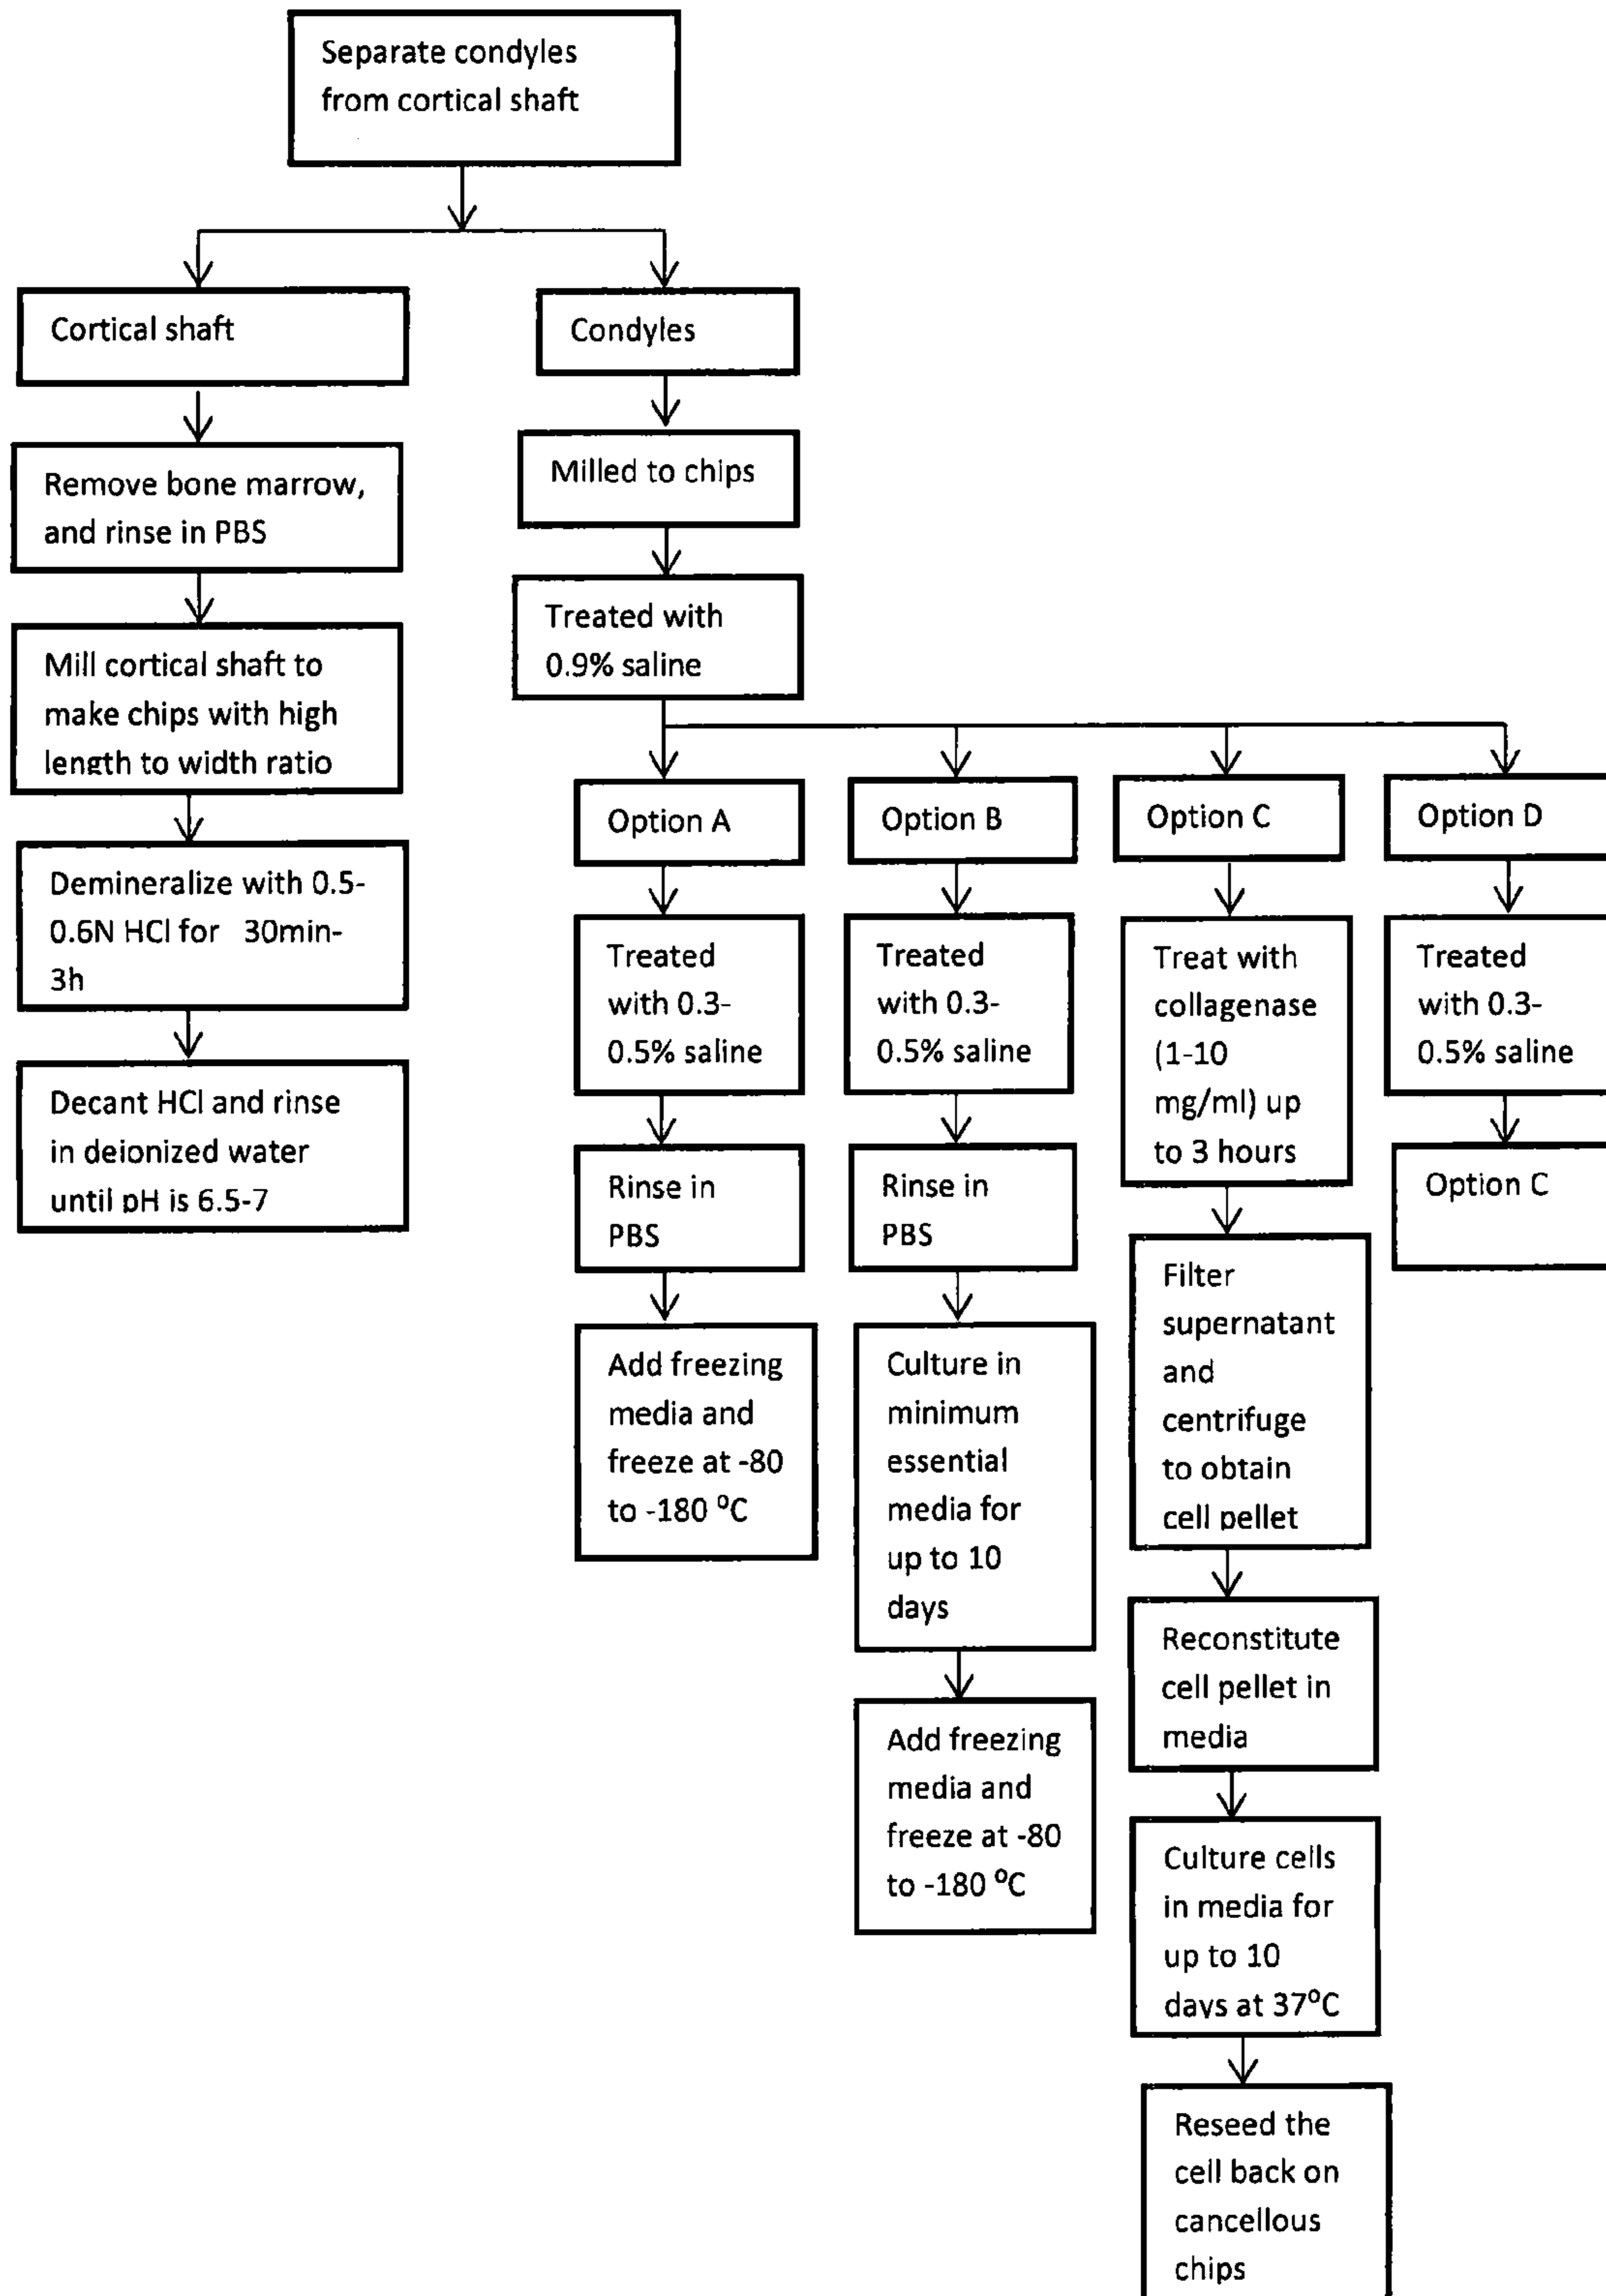 Separate condyles
from cortical shaft
Cortical shaft
Remove bone marrow,
and rinse in PBS
Mill cortical shaft to
make chips with high
length to width ratio
Demineralize with 0.5-
0.6N HCl for 30min-
3h
Decant HCl and rinse
in deionized water
until pH is 6.5-7
Condyles
Milled to chips
Treated with
0.9% saline
Option A
Treated
with 0.3-
0.5% saline
Rinse in
PBS
Add freezing
media and
freeze at -80
to -180 °C
Option B
Treated
with 0.3-
0.5% saline
Rinse in
PBS
Culture in
minimum
essential
media for
up to 10
days
Add freezing
media and
freeze at -80
to -180 °C
Option C
Treat with
collagenase
(1-10
mg/ml) up
to 3 hours
Filter
supernatant
and
centrifuge
to obtain
cell pellet
Reconstitute
cell pellet in
media
Culture cells
in media for
up to 10
days at 37°C
Reseed the
cell back on
cancellous
chips
Option D
Treated
with 0.3-
0.5% saline
Option C